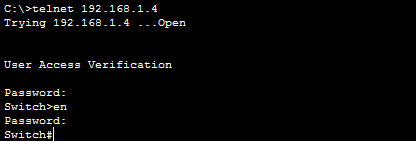 C:\>telnet 192.168.1.4
Trying 192.168.1.4 ...Open
User Access Verification
Password:
Switch>en
Password:
Switch#